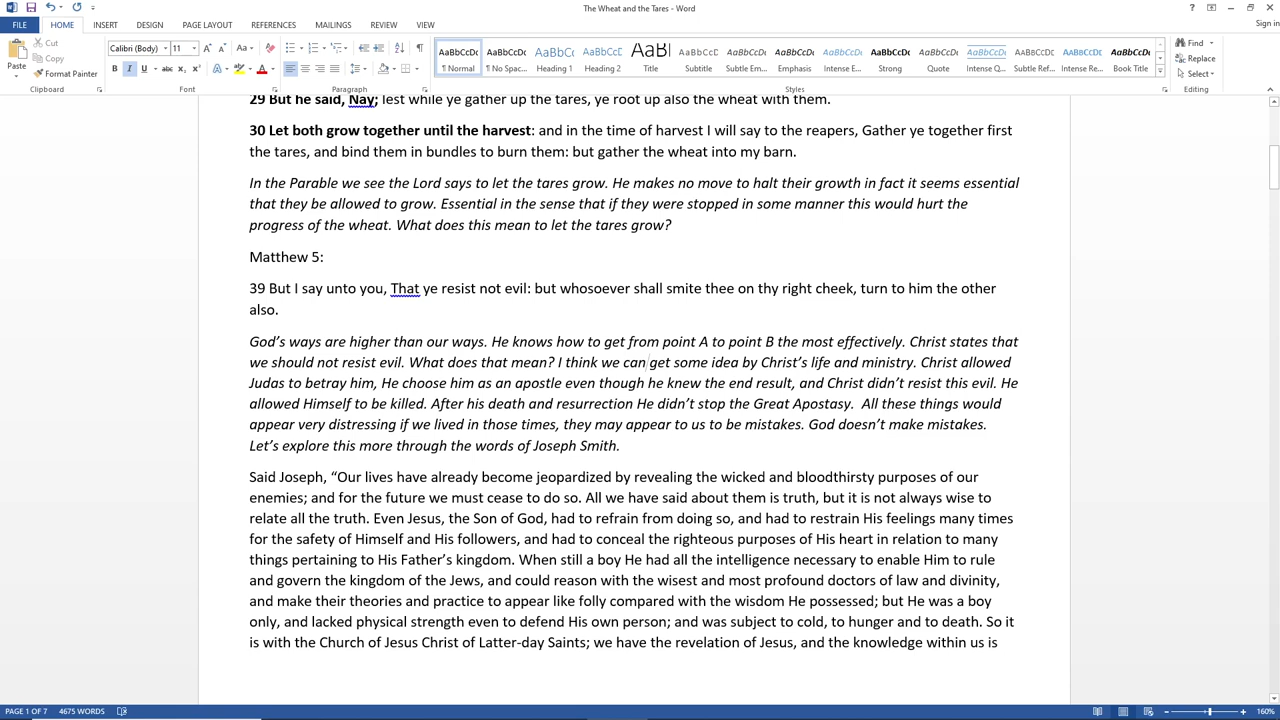 The Wheat and the Tares - Word
Sign in
FILE HOME INSERT DESIGN PAGE LAYOUT REFERENCES MAILINGS REVIEW VIEW
Paste
Cut
Copy
Format Painter
Clipboard
Calibri (Body) 11
Font
Paragraph
AaBbCcDc AaBbCcDc AaBbCc AaBbCc AaBl AaBbCcD AaBbCcDc AaBbCcDc AaBbCcDc AaBbCcDc AaBbCcDc AaBbCcDc AaBbCcDc AaBbCcDc AaBbCcDc
¶ Normal ¶ No Spac... Heading 1 Heading 2 Title Subtitle Subtle Em... Emphasis Intense E... Strong Quote Intense Q... Subtle Ref... Intense Re... Book Title
Styles
Find
Replace
Select
Editing
29 But he said, Nay; lest while ye gather up the tares, ye root up also the wheat with them.
30 Let both grow together until the harvest: and in the time of harvest I will say to the reapers, Gather ye together first
the tares, and bind them in bundles to burn them: but gather the wheat into my barn.
In the Parable we see the Lord says to let the tares grow. He makes no move to halt their growth in fact it seems essential
that they be allowed to grow. Essential in the sense that if they were stopped in some manner this would hurt the
progress of the wheat. What does this mean to let the tares grow?
Matthew 5:
39 But I say unto you, That ye resist not evil: but whosoever shall smite thee on thy right cheek, turn to him the other
also.
God's ways are higher than our ways. He knows how to get from point A to point B the most effectively. Christ states that
we should not resist evil. What does that mean? I think we can get some idea by Christ's life and ministry. Christ allowed
Judas to betray him, He choose him as an apostle even though he knew the end result, and Christ didn't resist this evil. He
allowed Himself to be killed. After his death and resurrection He didn't stop the Great Apostasy.  All these things would
appear very distressing if we lived in those times, they may appear to us to be mistakes. God doesn't make mistakes.
Let's explore this more through the words of Joseph Smith.
Said Joseph, "Our lives have already become jeopardized by revealing the wicked and bloodthirsty purposes of our
enemies; and for the future we must cease to do so. All we have said about them is truth, but it is not always wise to
relate all the truth. Even Jesus, the Son of God, had to refrain from doing so, and had to restrain His feelings many times
for the safety of Himself and His followers, and had to conceal the righteous purposes of His heart in relation to many
things pertaining to His Father's kingdom. When still a boy He had all the intelligence necessary to enable Him to rule
and govern the kingdom of the Jews, and could reason with the wisest and most profound doctors of law and divinity,
and make their theories and practice to appear like folly compared with the wisdom He possessed; but He was a boy
only, and lacked physical strength even to defend His own person; and was subject to cold, to hunger and to death. So it
is with the Church of Jesus Christ of Latter-day Saints; we have the revelation of Jesus, and the knowledge within us is
PAGE 1 OF 7 4675 WORDS
160%